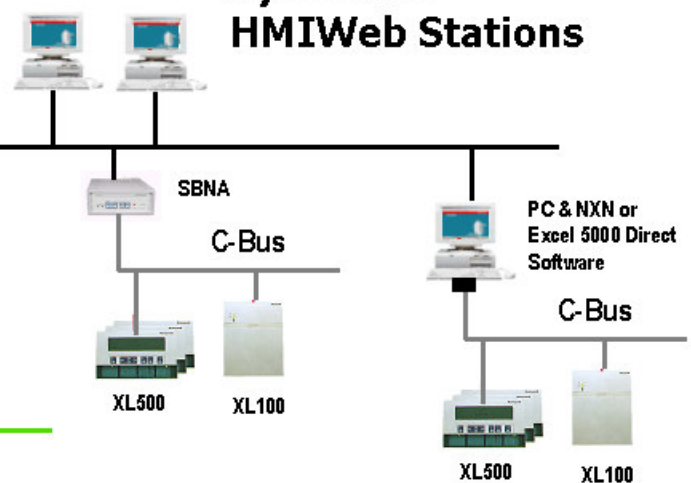 HMIWeb Stations
SBNA
C-Bus
PC & NXN or
Excel 5000 Direct
Software
C-Bus
XL500
XL100
XL500
XL100